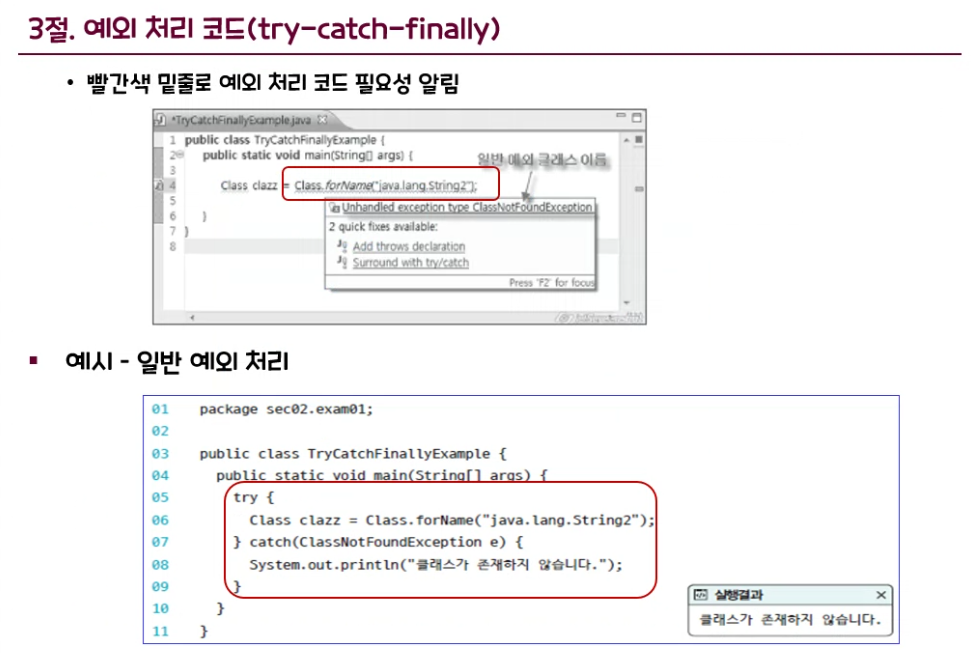 3절. 예외 처리 코드(try-catch-finally)
• 빨간색 밑줄로 예외 처리 코드 필요성 알림
*TryCatchFinallyExample.java
1 public class TryCatchFinallyExample {
2 public static void main(String[] args) {
일반 예외 클래스 이름
3
4 Class clazz = Class.forName("java.lang.String2");
5
Unhandled exception type ClassNotFoundException
6 }
2 quick fixes available:
7 }
8
Add throws declaration
Surround with try/catch
Press 'F2' for focus
▪ 예시 - 일반 예외 처리
01 package sec02.exam01;
02
03 public class TryCatchFinallyExample {
04 public static void main(String[] args) {
05 try {
06 Class clazz = Class.forName("java.lang.String2");
07 } catch(ClassNotFoundException e) {
08 System.out.println("클래스가 존재하지 않습니다.");
09 }
10 }
11 }
실행결과
클래스가 존재하지 않습니다.